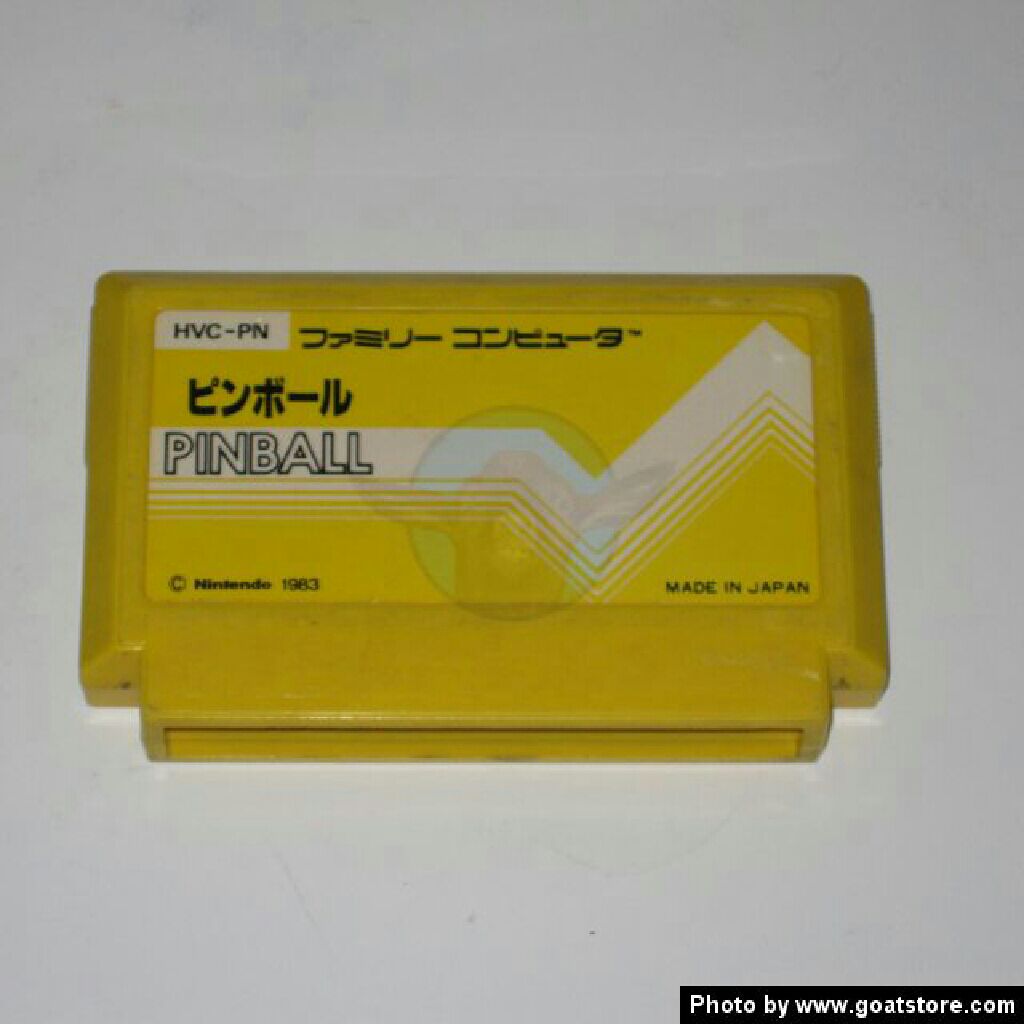 HVC-PN ファミリー コンピュータ™
ピンボール
PINBALL
© Nintendo 1983
MADE IN JAPAN
Photo by www.goatstore.com